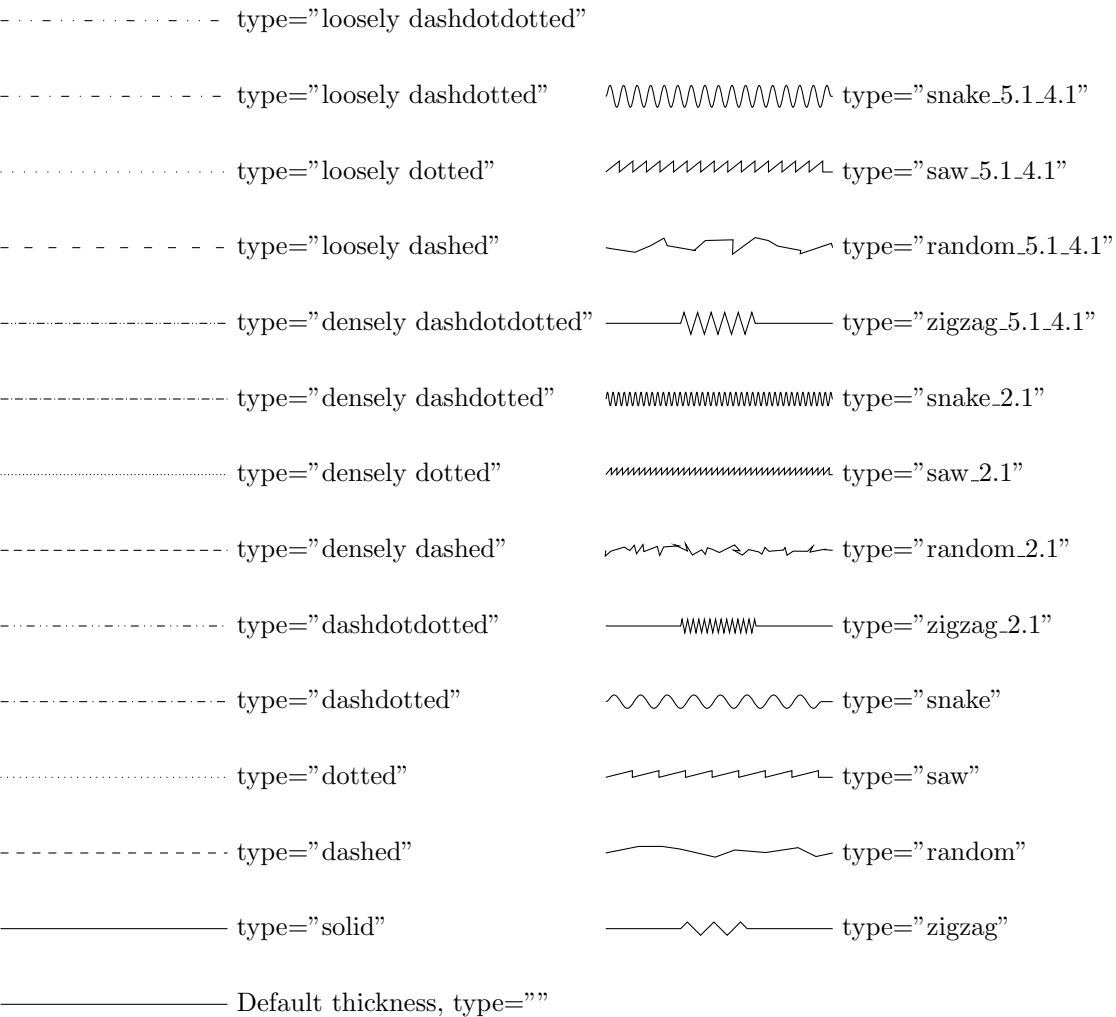 type=”loosely dashdotdotted”
type=”loosely dashdotted”
type=”snake_5.1_4.1”
type=”loosely dotted”
type=”saw_5.1_4.1”
type=”loosely dashed”
type=”random_5.1_4.1”
type=”densely dashdotdotted”
type=”zigzag_5.1_4.1”
type=”densely dashdotted”
type=”snake_2.1”
type=”densely dotted”
type=”saw_2.1”
type=”densely dashed”
type=”random_2.1”
type=”dashdotdotted”
type=”zigzag_2.1”
type=”dashdotted”
type=”snake”
type=”dotted”
type=”saw”
type=”dashed”
type=”random”
type=”solid”
type=”zigzag”
Default thickness, type=””